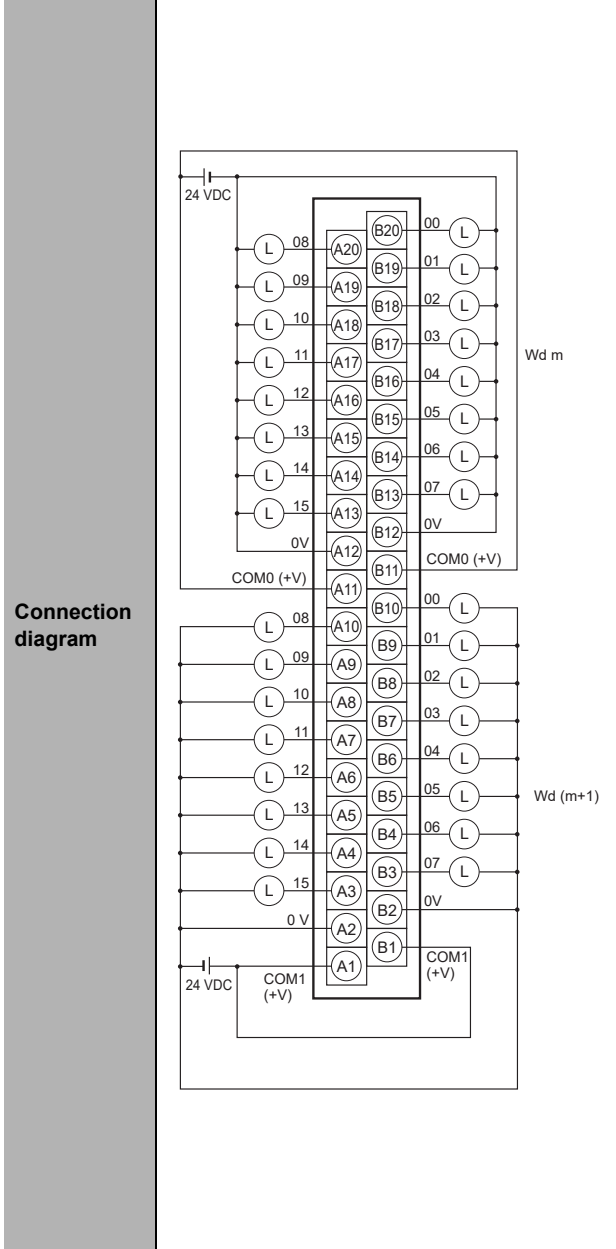 Connection
diagram
24 VDC
B20 00 L
L 08 A20
B19 01 L
L 09 A19
B18 02 L
L 10 A18
B17 03 L
L 11 A17
Wd m
B16 04 L
L 12 A16
B15 05 L
L 13 A15
B14 06 L
L 14 A14
B13 07 L
L 15 A13
B12 0V
0V A12
B11 COM0 (+V)
COM0 (+V) A11
B10 00 L
L 08 A10
B9 01 L
L 09 A9
B8 02 L
L 10 A8
B7 03 L
L 11 A7
B6 04 L
L 12 A6
B5 05 L
Wd (m+1)
L 13 A5
B4 06 L
L 14 A4
B3 07 L
L 15 A3
B2 0V
0 V A2
B1 COM1
(+V)
24 VDC
COM1
(+V)
A1